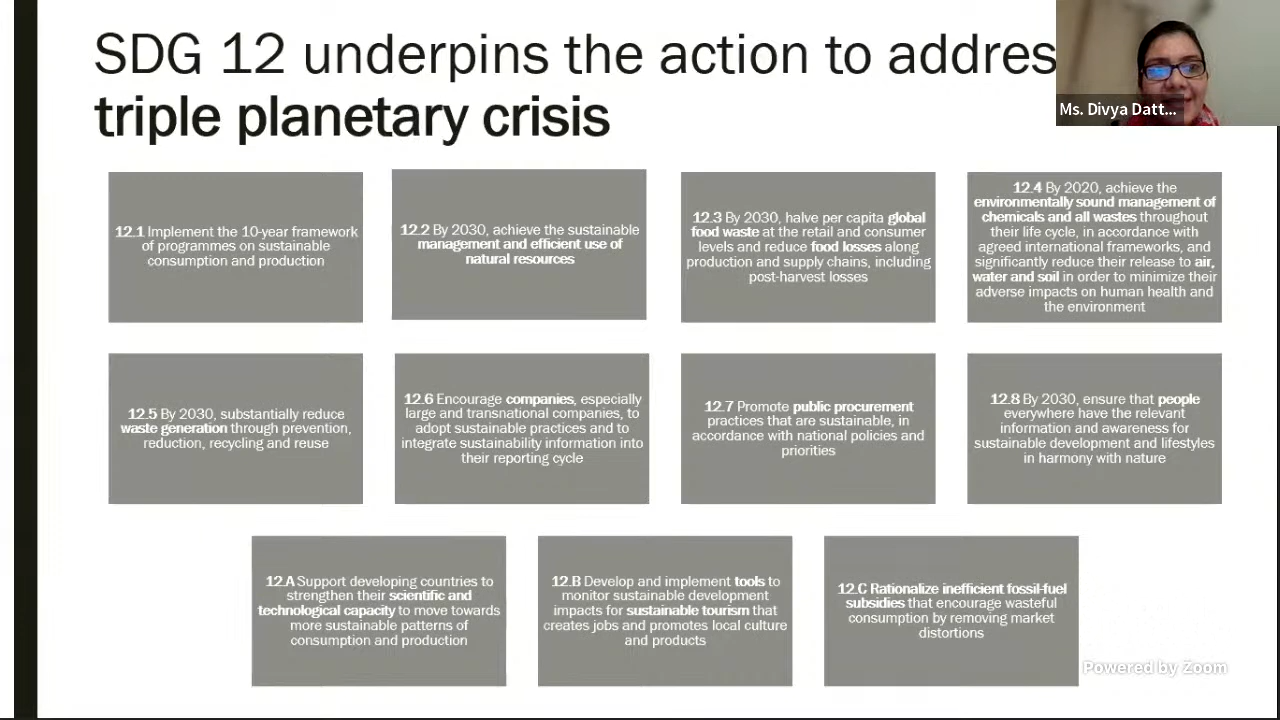 SDG 12 underpins the action to addres
triple planetary crisis
Ms. Divya Datt...
12.1 Implement the 10-year framework
of programmes on sustainable
consumption and production
12.2 By 2030, achieve the sustainable
management and efficient use of
natural resources
12.3 By 2030, halve per capita global
food waste at the retail and consumer
levels and reduce food losses along
production and supply chains, including
post-harvest losses
12.4 By 2020, achieve the
environmentally sound management of
chemicals and all wastes throughout
their life cycle, in accordance with
agreed international frameworks, and
significantly reduce their release to air,
water and soil in order to minimize their
adverse impacts on human health and
the environment
12.5 By 2030, substantially reduce
waste generation through prevention,
reduction, recycling and reuse
12.6 Encourage companies, especially
large and transnational companies, to
adopt sustainable practices and to
integrate sustainability information into
their reporting cycle
12.7 Promote public procurement
practices that are sustainable, in
accordance with national policies and
priorities
12.8 By 2030, ensure that people
everywhere have the relevant
information and awareness for
sustainable development and lifestyles
in harmony with nature
12.A Support developing countries to
strengthen their scientific and
technological capacity to move towards
more sustainable patterns of
consumption and production
12.B Develop and implement tools to
monitor sustainable development
impacts for sustainable tourism that
creates jobs and promotes local culture
and products
12.C Rationalize inefficient fossil-fuel
subsidies that encourage wasteful
consumption by removing market
distortions
Powered by Zoom